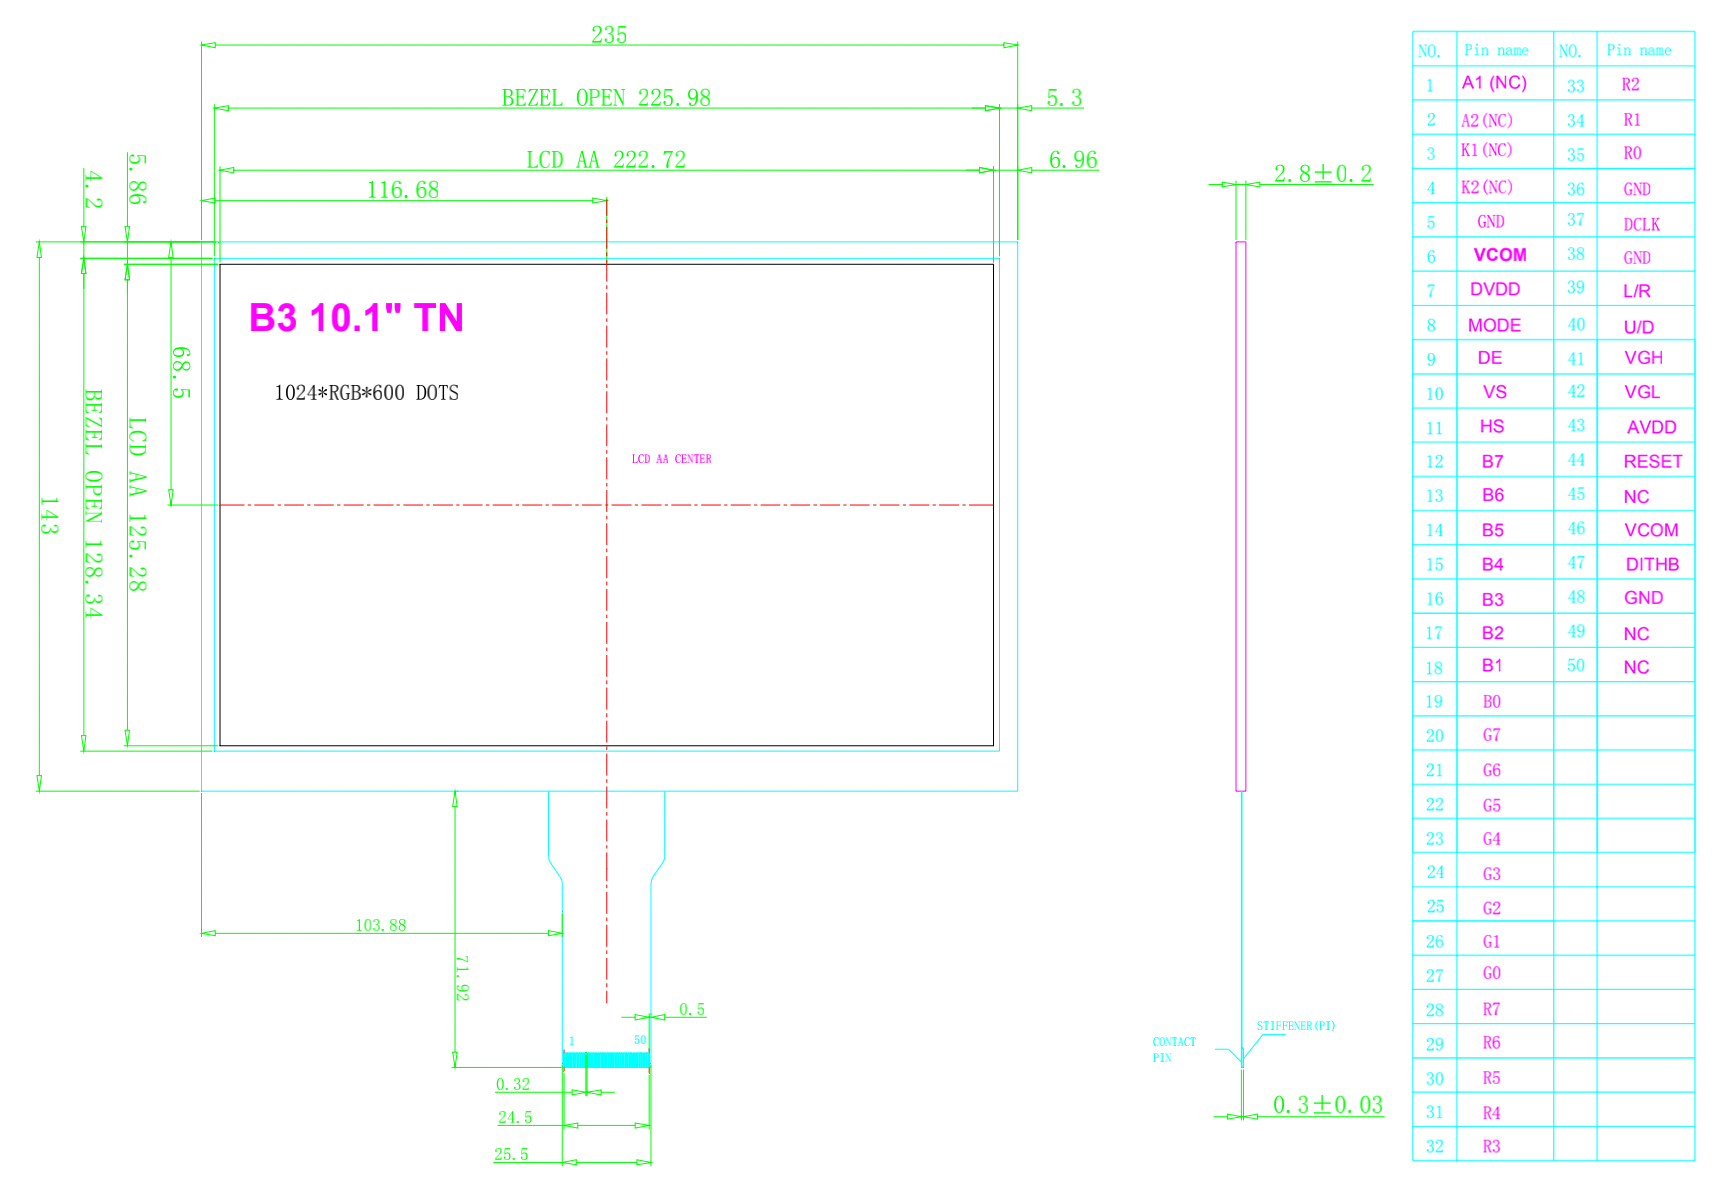 235
BEZEL OPEN 225.98
5.3
LCD AA 222.72
6.96
116.68
5.86
4.2
68.5
BEZEL OPEN 128.34
LCD AA 125.28
143
B3 10.1" TN
1024*RGB*600 DOTS
LCD AA CENTER
103.88
71.92
0.5
1 50
0.32
24.5
25.5
2.8±0.2
CONTACT
PIN
STIFFENER(PI)
0.3±0.03
NO. Pin name NO. Pin name
1 A1 (NC) 33 R2
2 A2(NC) 34 R1
3 K1(NC) 35 R0
4 K2(NC) 36 GND
5 GND 37 DCLK
6 VCOM 38 GND
7 DVDD 39 L/R
8 MODE 40 U/D
9 DE 41 VGH
10 VS 42 VGL
11 HS 43 AVDD
12 B7 44 RESET
13 B6 45 NC
14 B5 46 VCOM
15 B4 47 DITHB
16 B3 48 GND
17 B2 49 NC
18 B1 50 NC
19 B0
20 G7
21 G6
22 G5
23 G4
24 G3
25 G2
26 G1
27 G0
28 R7
29 R6
30 R5
31 R4
32 R3